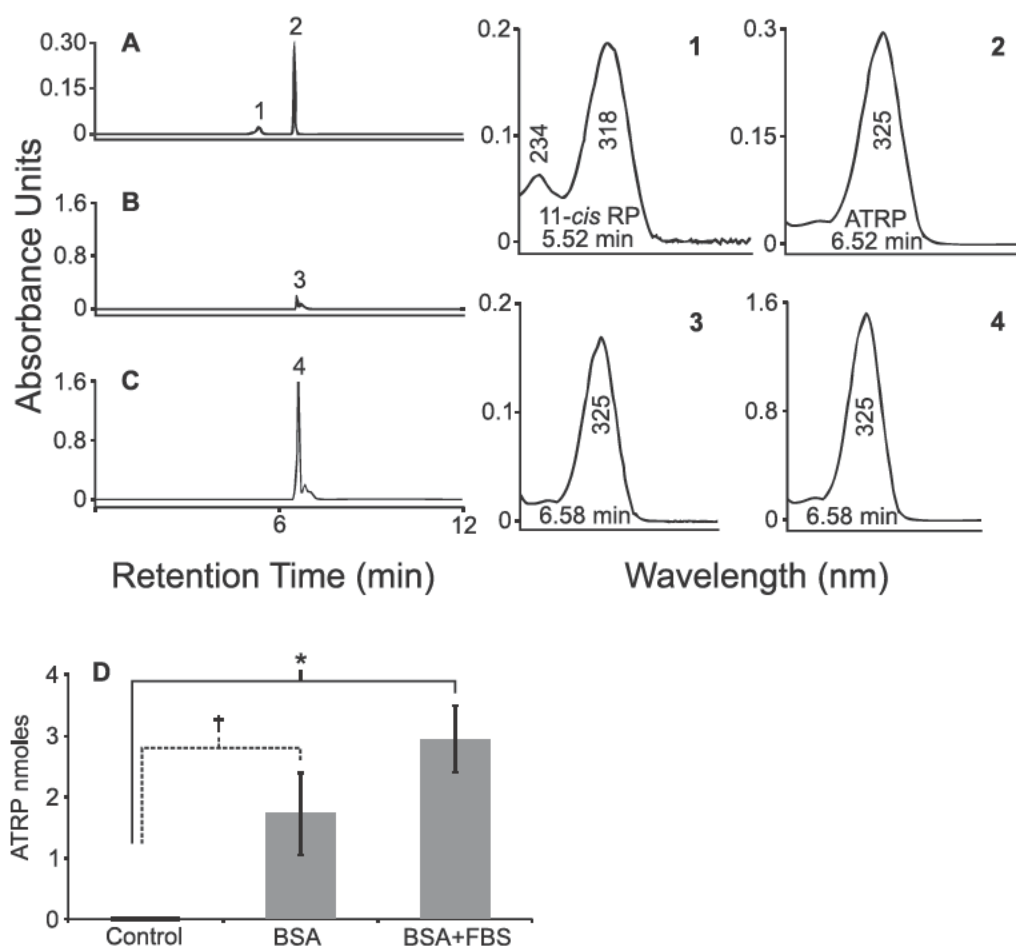 Absorbance Units
A
0.30
0.15
0
1
2
B
1.6
0.8
0
3
C
1.6
0.8
0
4
6
12
Retention Time (min)
0.2
0.1
0
1
234
318
11-cis RP
5.52 min
0.3
0.15
0
2
325
ATRP
6.52 min
0.2
0.1
0
3
325
6.58 min
1.6
0.8
0
4
325
6.58 min
Wavelength (nm)
D
ATRP nmoles
4
3
2
1
0
*
†
Control
BSA
BSA+FBS